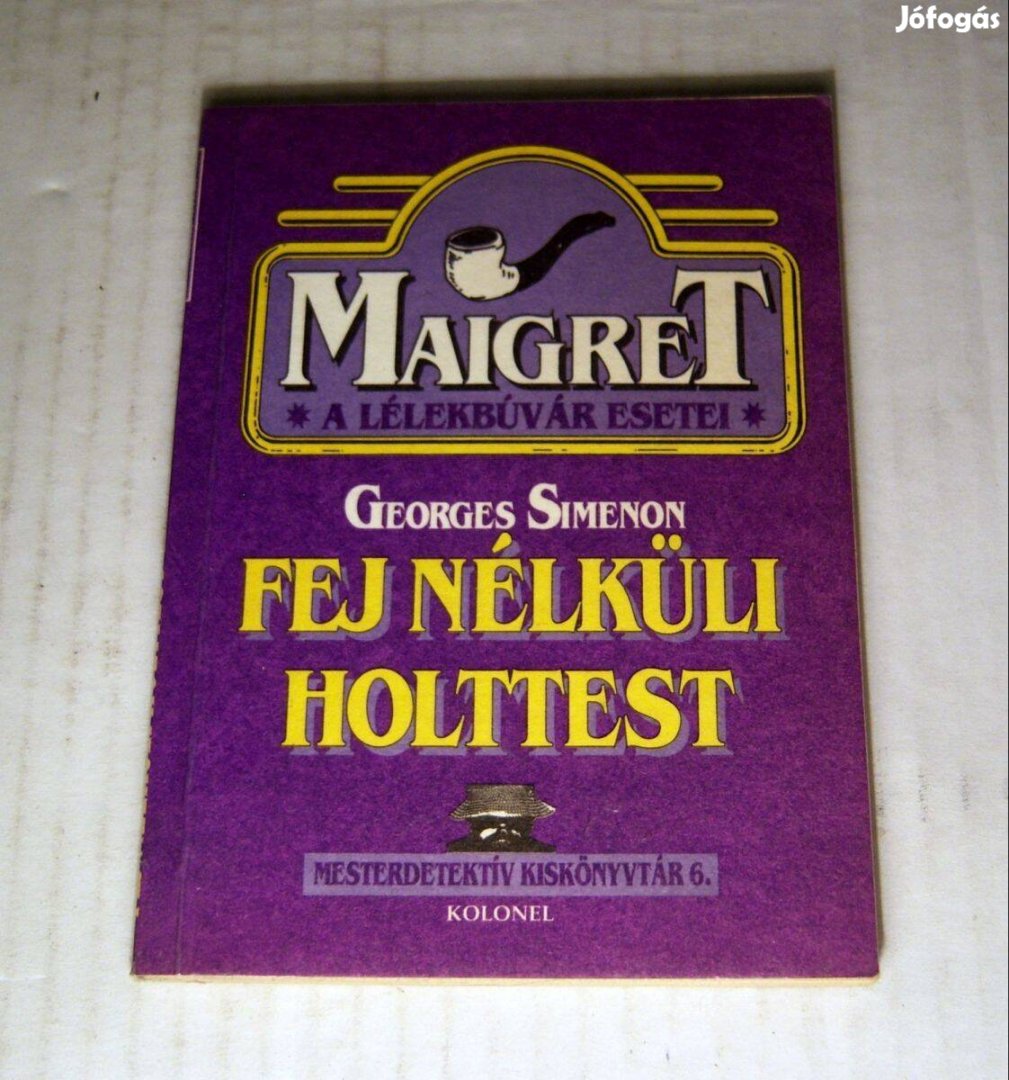 Jófogás
MAIGRET
* A LÉLEKBÚVÁR ESETEI *
GEORGES SIMENON
FEJ NÉLKÜLI
HOLTTEST
MESTERDETEKTÍV KISKÖNYVTÁR 6.
KOLONEL